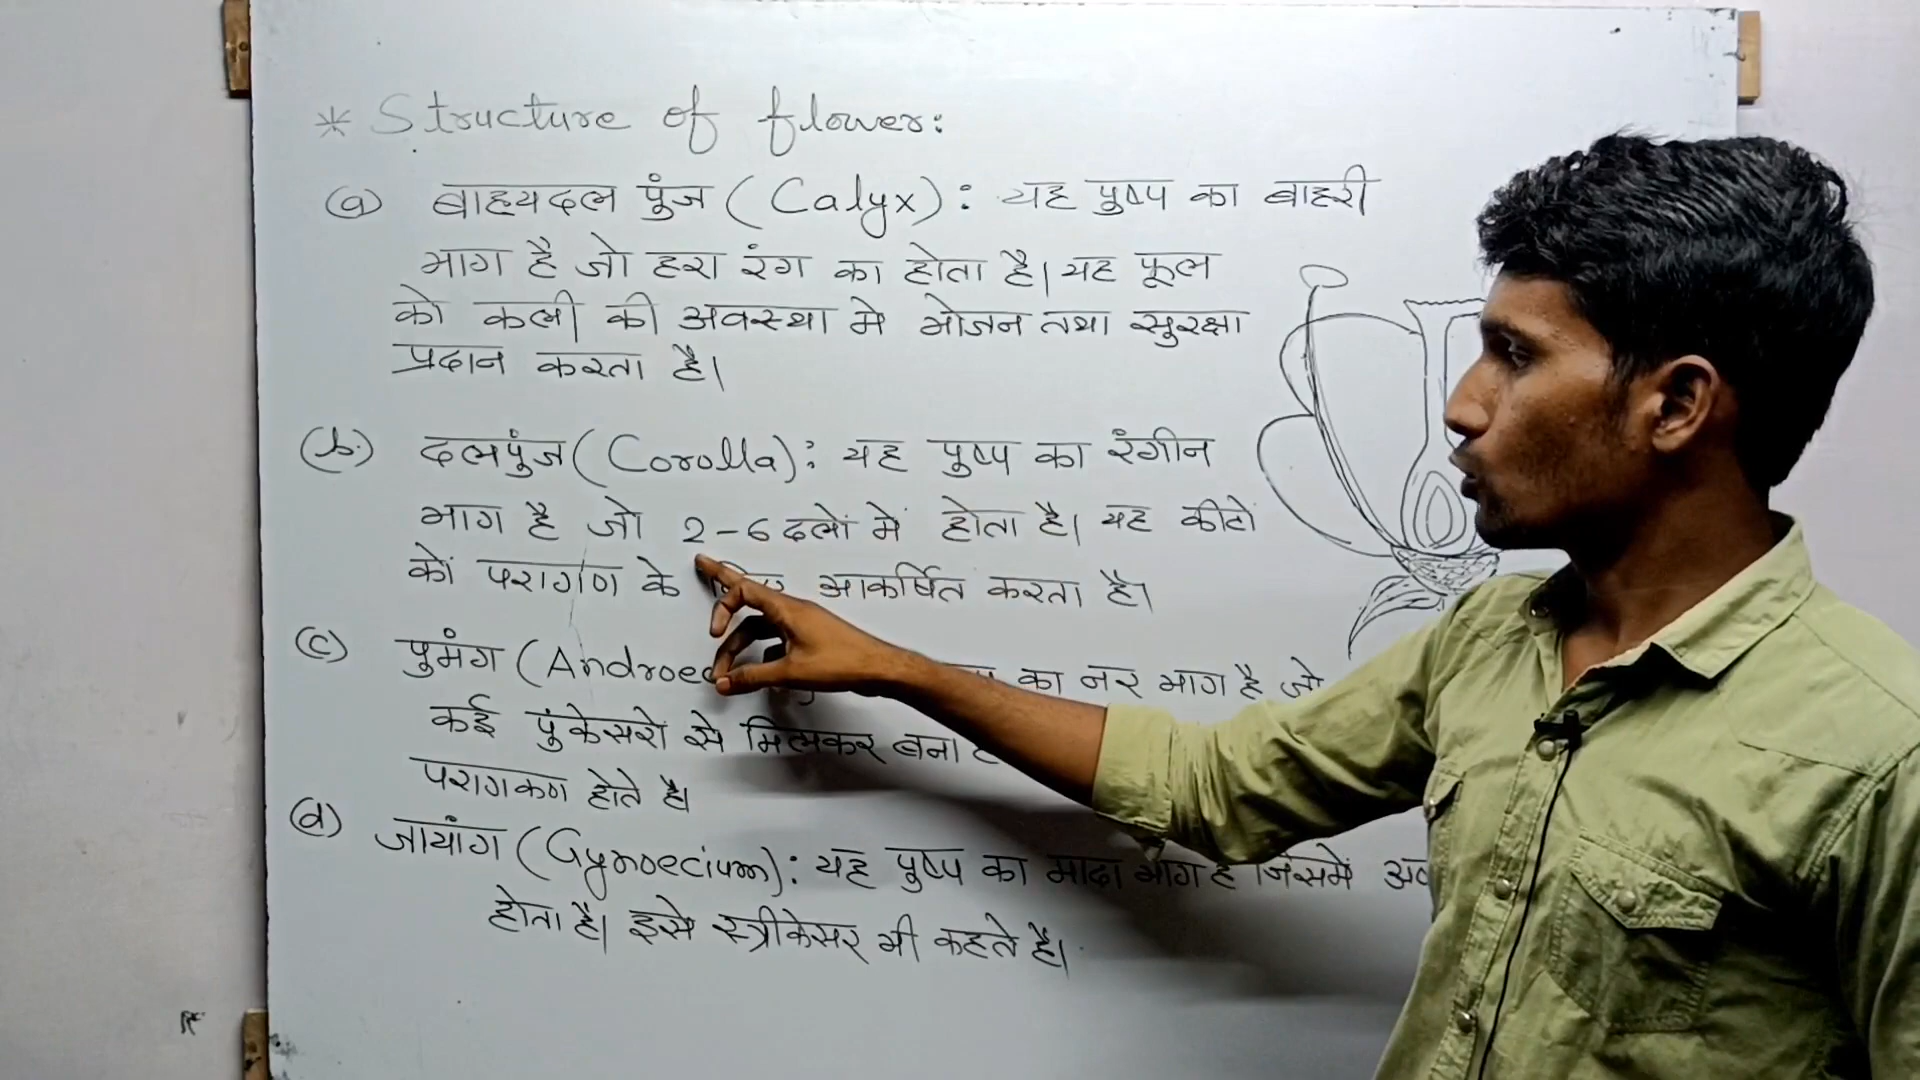 * Structure of flower:
(a) बाहयदल पुंज (Calyx): यह पुष्प का बाहरी
भाग है जो हरा रंग का होता है। यह फूल
को कली की अवस्था मे भोजन तथा सुरक्षा
प्रदान करता है।
(b) दलपुंज (Corolla): यह पुष्प का रंगीन
भाग है जो 2-6 दलों में होता है। यह कीटो
कों परागण के आकर्षित करता है।
(c) पुमंग ( का नर भाग है जो
कई पुंकेसरो से मिलकर बना
परागकण होते है।
(d) जायांग (Gynoecium): यह पुष्प का मादा भाग है जिसमे
होता है। इसे स्त्रीकेसर भी कहते है।